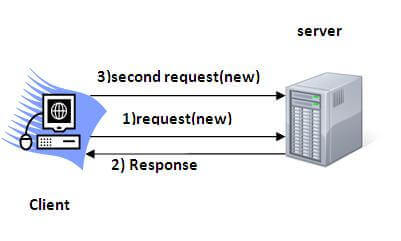 server
3)second request(new)
1)request(new)
2) Response
Client